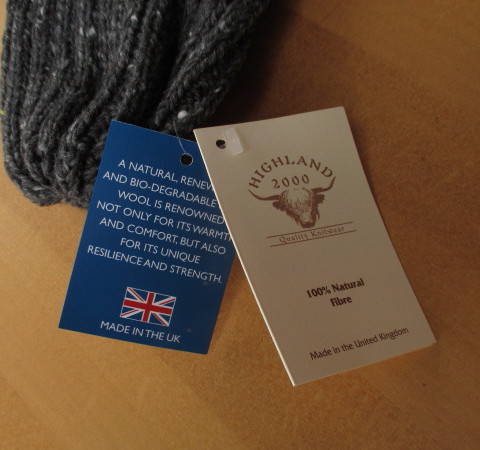 A NATURAL, RENEW
AND BIO-DEGRADABLE
WOOL IS RENOWNED
NOT ONLY FOR ITS WARMT
AND COMFORT, BUT ALSO
FOR ITS UNIQUE
RESILIENCE AND STRENGTH.
MADE IN THE UK
HIGHLAND
2000
Quality Knitwear
100% Natural
Fibre
Made in the United Kingdom